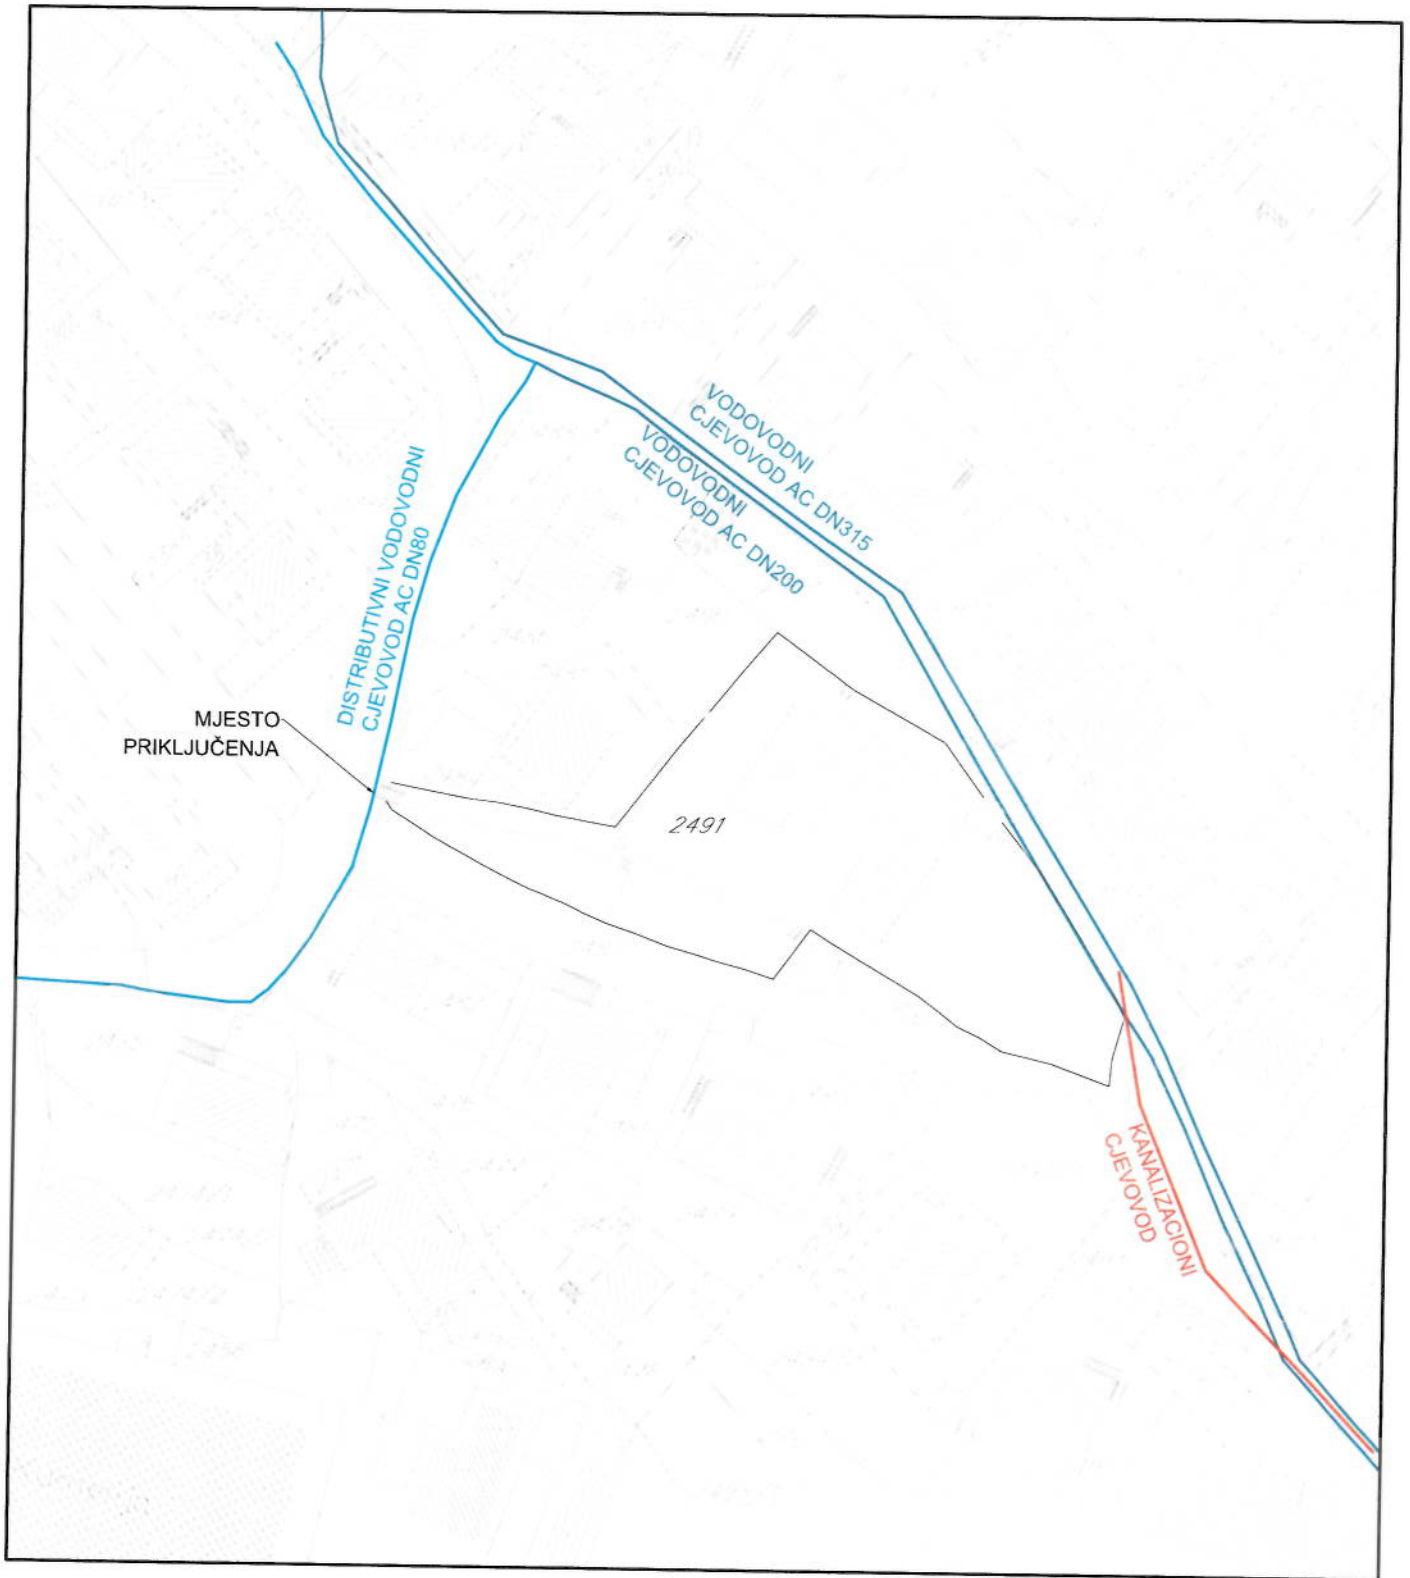 VODOVODNI
CJEVOVOD AC DN315
VODOVODNI
CJEVOVOD AC DN200
DISTRIBUTIVNI VODOVODNI
CJEVOVOD AC DN80
MJESTO
PRIKLJUČENJA
2491
KANALIZACIONI
CJEVOVOD